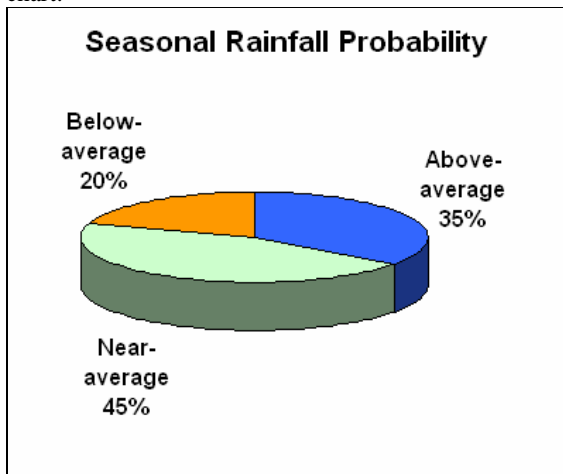 Seasonal Rainfall Probability
Below-
average
20%
Above-
average
35%
Near-
average
45%